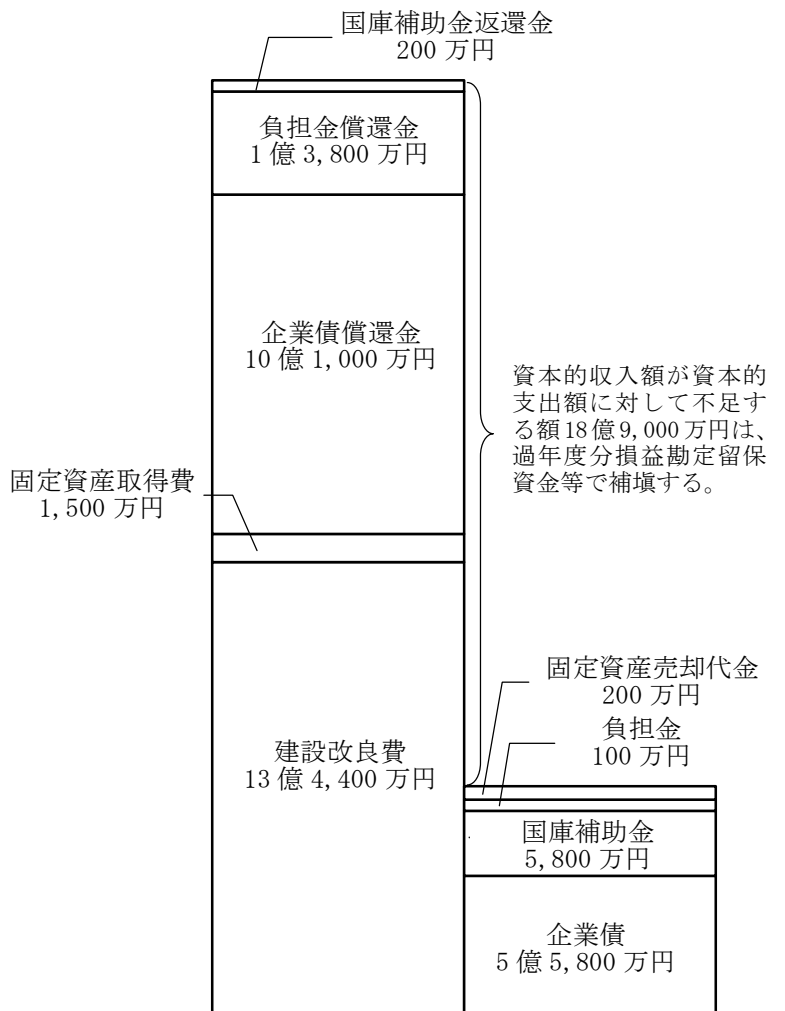 国庫補助金返還金
200 万円
負担金償還金
1 億 3,800 万円
企業債償還金
10 億 1,000 万円
資本的収入額が資本的
支出額に対して不足す
る額18億9,000万円は、
過年度分損益勘定留保
資金等で補塡する。
固定資産取得費
1,500 万円
固定資産売却代金
200 万円
負担金
100 万円
建設改良費
13 億 4,400 万円
国庫補助金
5,800 万円
企業債
5 億 5,800 万円